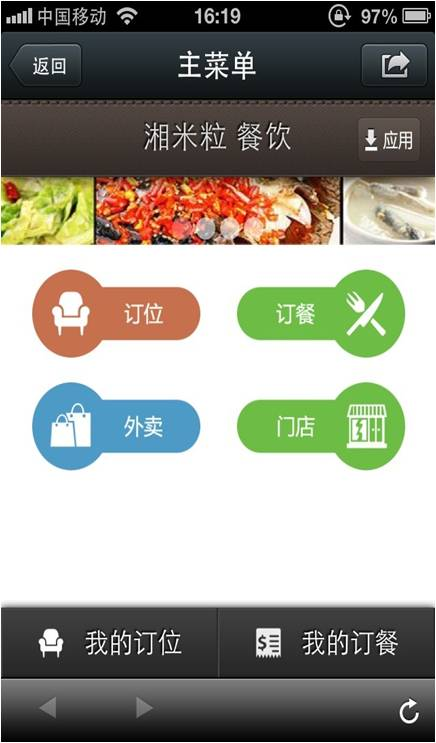 中国移动 16:19 97%
返回 主菜单
湘米粒 餐饮 应用
订位 订餐
外卖 门店
我的订位 我的订餐